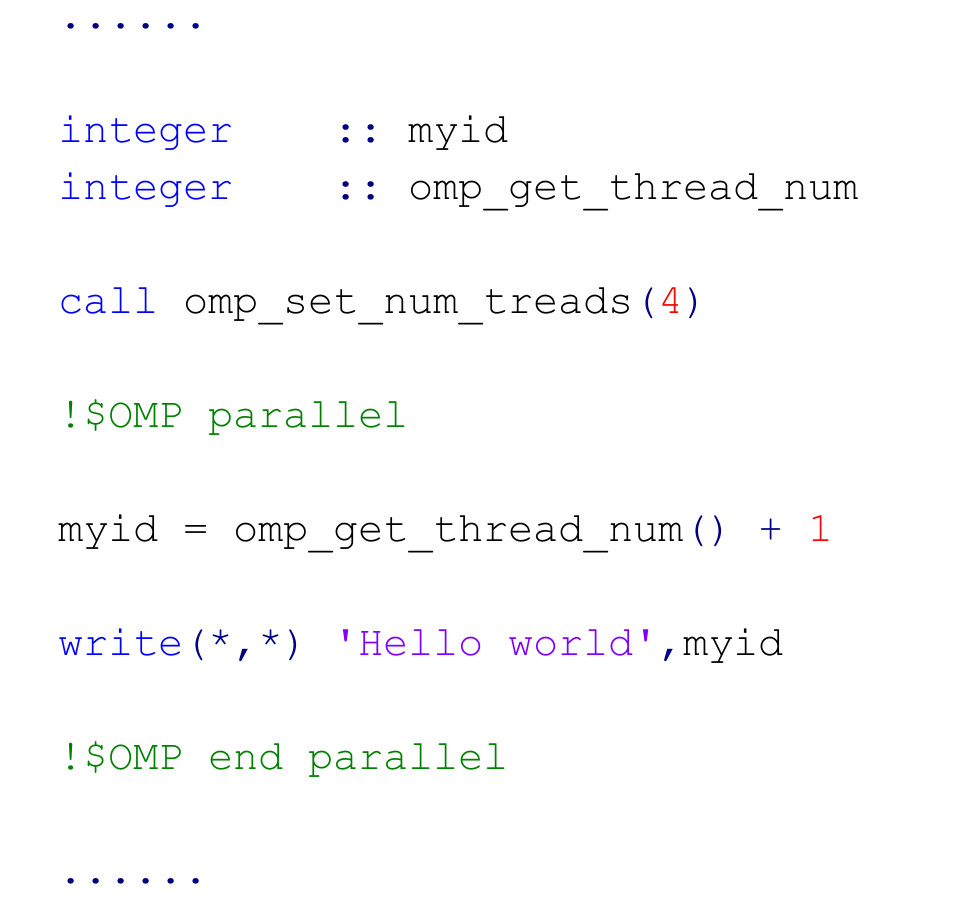 ......
integer    :: myid
integer    :: omp_get_thread_num
call omp_set_num_treads(4)
!$OMP parallel
myid = omp_get_thread_num() + 1
write(*,*) 'Hello world',myid
!$OMP end parallel
......